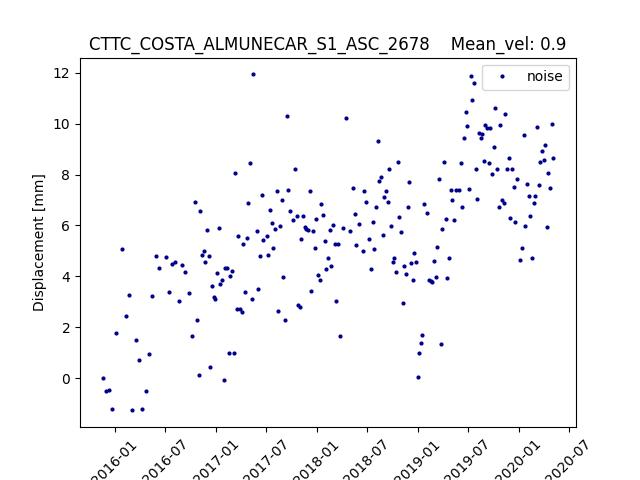 CTTC_COSTA_ALMUNECAR_S1_ASC_2678 Mean_vel: 0.9
12
noise
10
8
6
4
2
0
Displacement [mm]
2016-01 2016-07 2017-01 2017-07 2018-01 2018-07 2019-01 2019-07 2020-01 2020-07